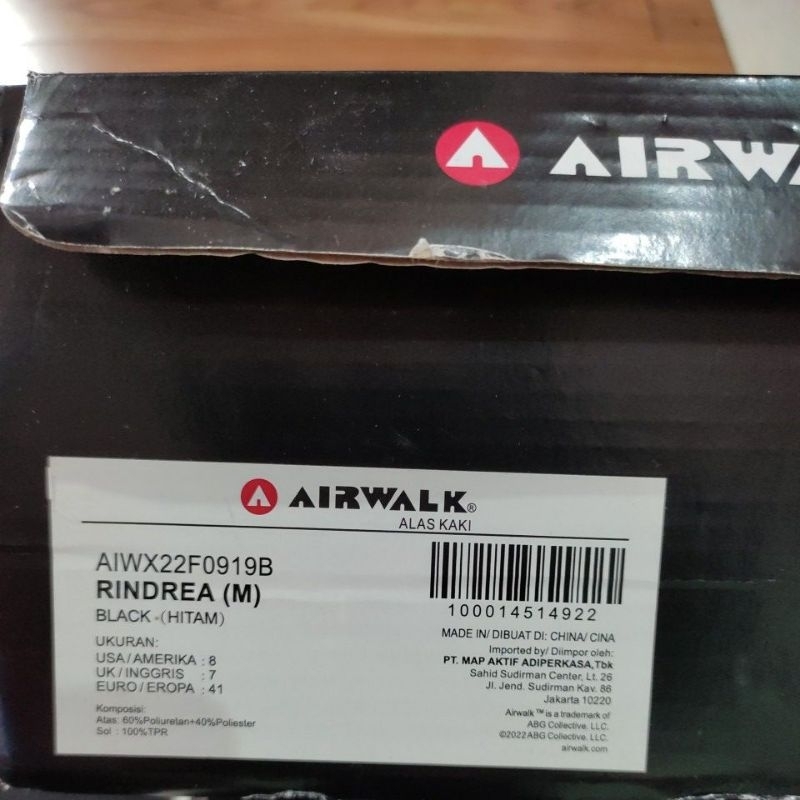 AIRWA
AIRWALK®
ALAS KAKI
AIWX22F0919B
RINDREA (M)
BLACK -(HITAM)
UKURAN:
USA/AMERIKA : 8
UK/INGGRIS : 7
EURO/EROPA : 41
Komposisi:
Atas: 60%Poliuretan+40%Poliester
Sol : 100%TPR
100014514922
MADE IN/ DIBUAT DI: CHINA/ CINA
Imported by/ Diimpor oleh:
PT. MAP AKTIF ADIPERKASA,Tbk
Sahid Sudirman Center, Lt. 26
Jl. Jend. Sudirman Kav. 86
Jakarta 10220
Airwalk ™ is a trademark of
ABG Collective, LLC.
©2022ABG Collective, LLC.
airwalk.com